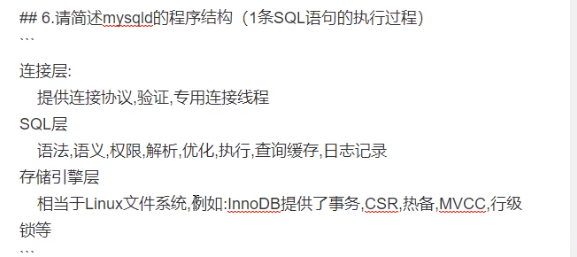 ## 6.请简述mysqld的程序结构（1条SQL语句的执行过程）
```
连接层:
提供连接协议,验证,专用连接线程
SQL层
语法,语义,权限,解析,优化,执行,查询缓存,日志记录
存储引擎层
相当于Linux文件系统,例如:InnoDB提供了事务,CSR,热备,MVCC,行级
锁等
```